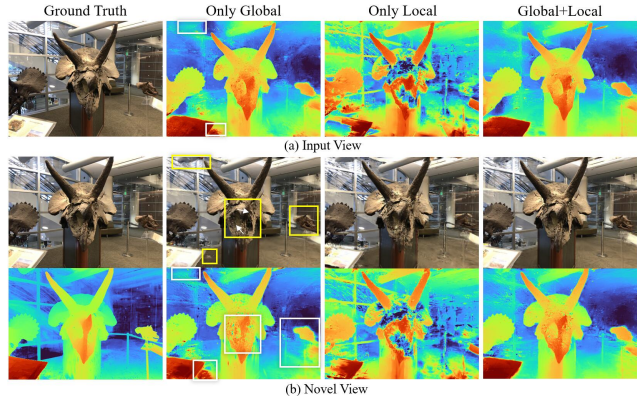 Ground Truth
Only Global
Only Local
Global+Local
(a) Input View
(b) Novel View